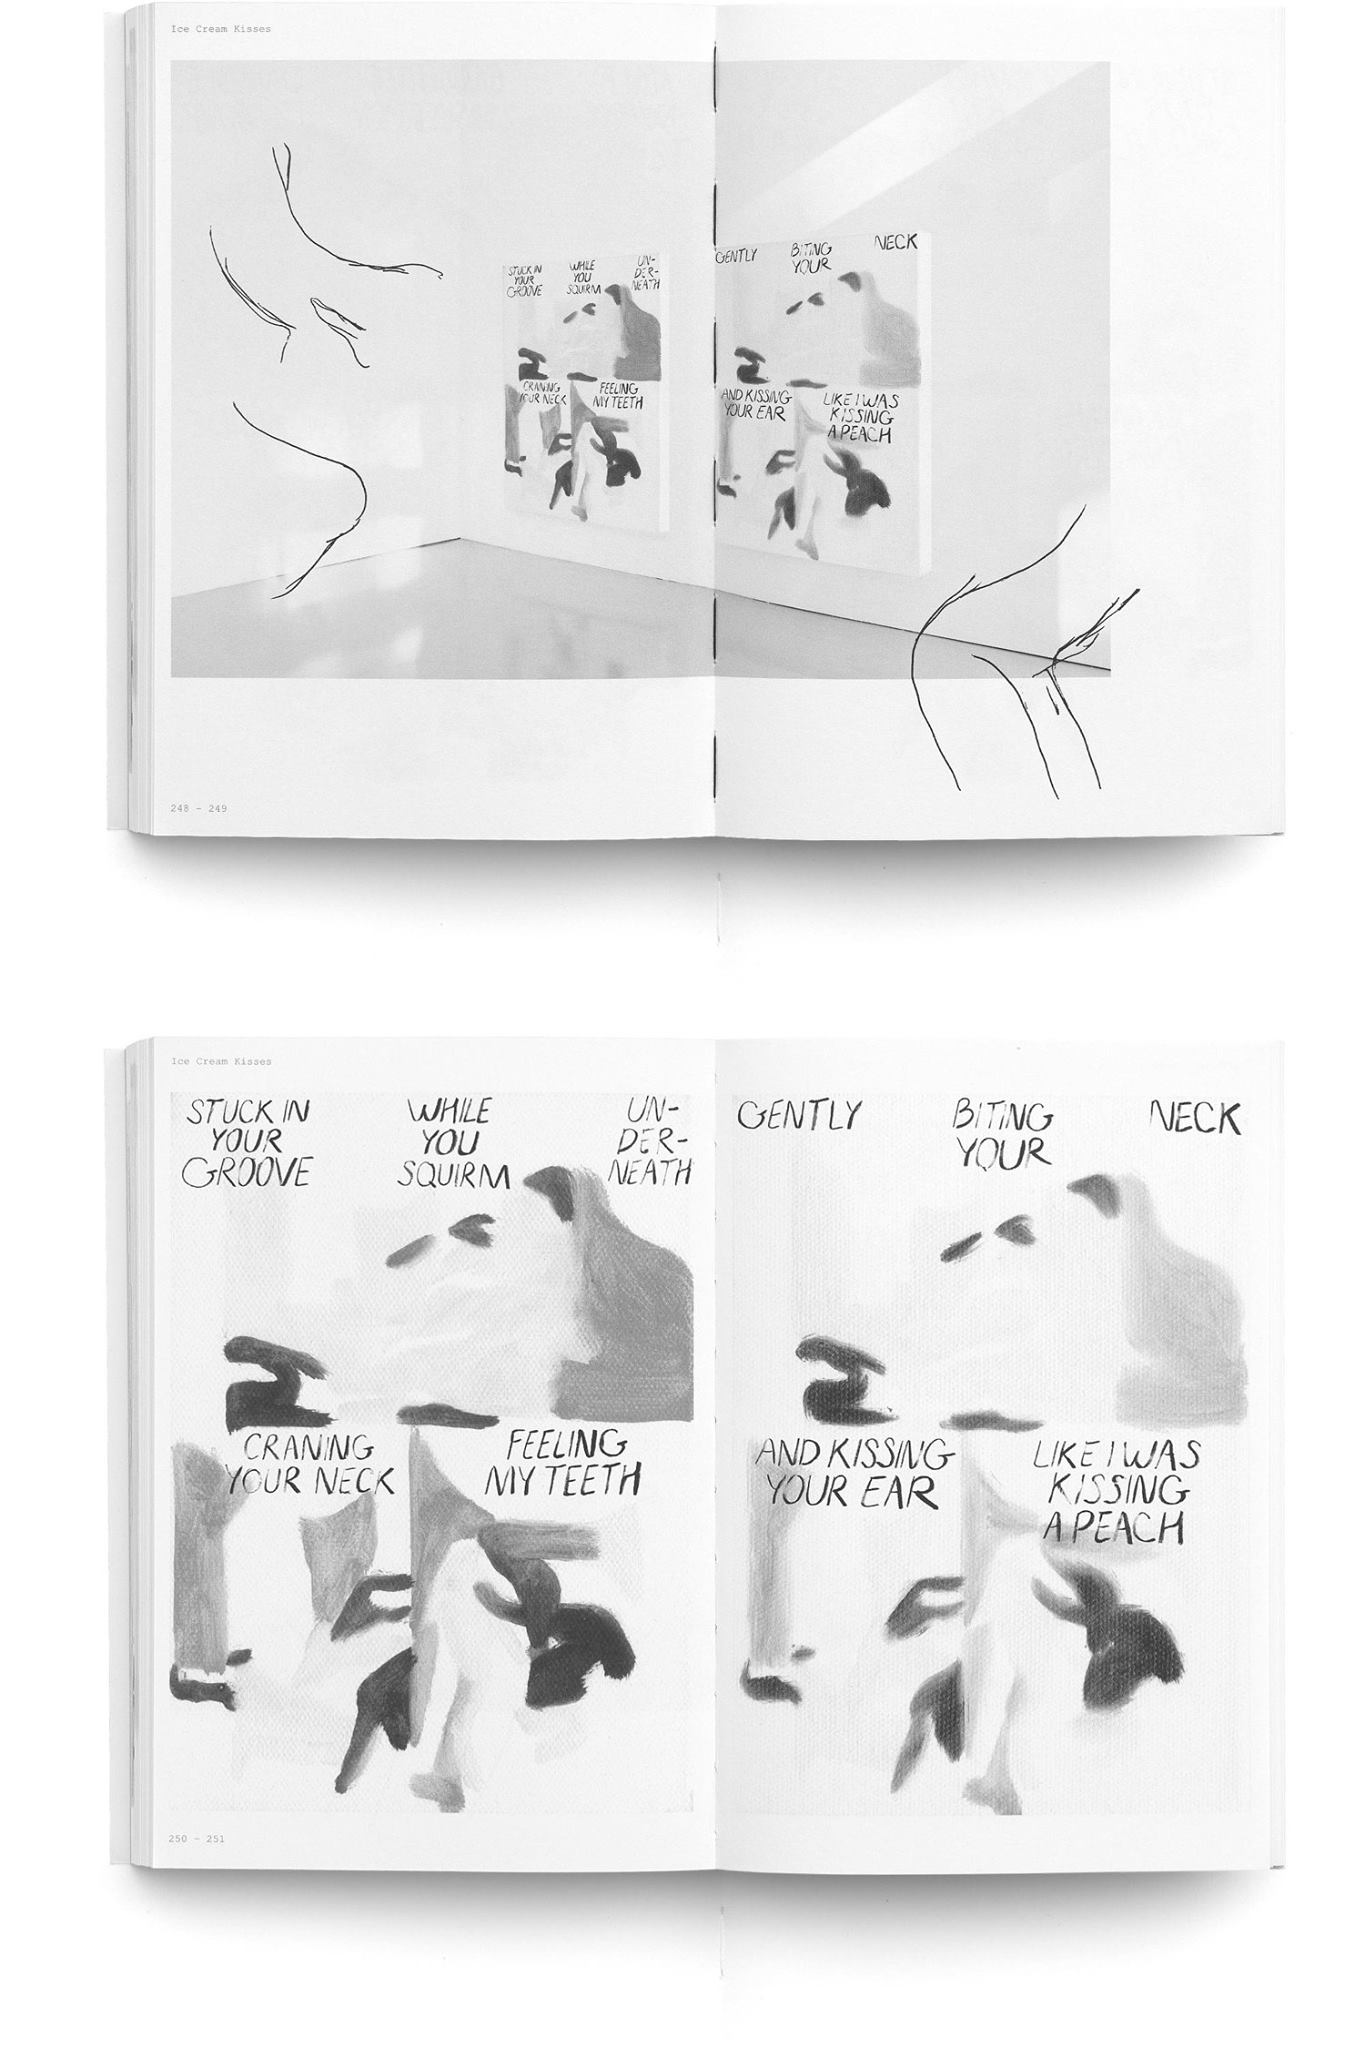 Ice Cream Kisses
STUCK IN
YOUR
GROOVE
WHILE
YOU
SQUIRM
UN-
DER-
NEATH
CRANING
YOUR NECK
FEELING
MY TEETH
GENTLY
BITING
YOUR
NECK
AND KISSING
YOUR EAR
LIKE I WAS
KISSING
A PEACH
248 - 249
Ice Cream Kisses
STUCK IN
YOUR
GROOVE
WHILE
YOU
SQUIRM
UN-
DER-
NEATH
CRANING
YOUR NECK
FEELING
MY TEETH
GENTLY
BITING
YOUR
NECK
AND KISSING
YOUR EAR
LIKE I WAS
KISSING
A PEACH
250 - 251